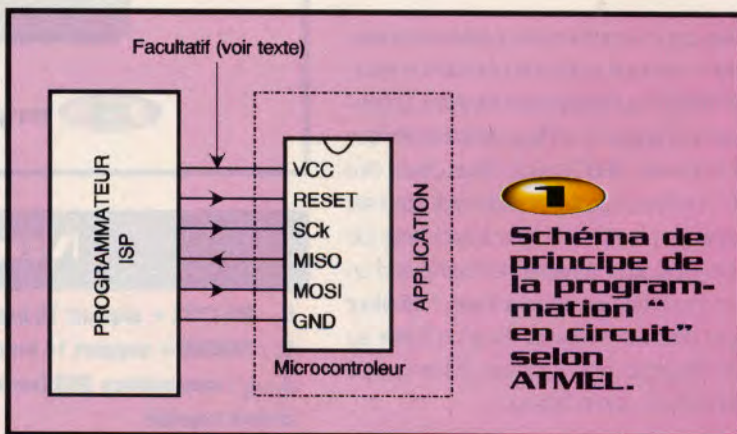 Facultatif (voir texte)
PROGRAMMATEUR
ISP
VCC
RESET
SCk
MISO
MOSI
GND
Microcontroleur
APPLICATION
1
Schéma de
principe de
la program-
mation “
en circuit”
selon
ATMEL.